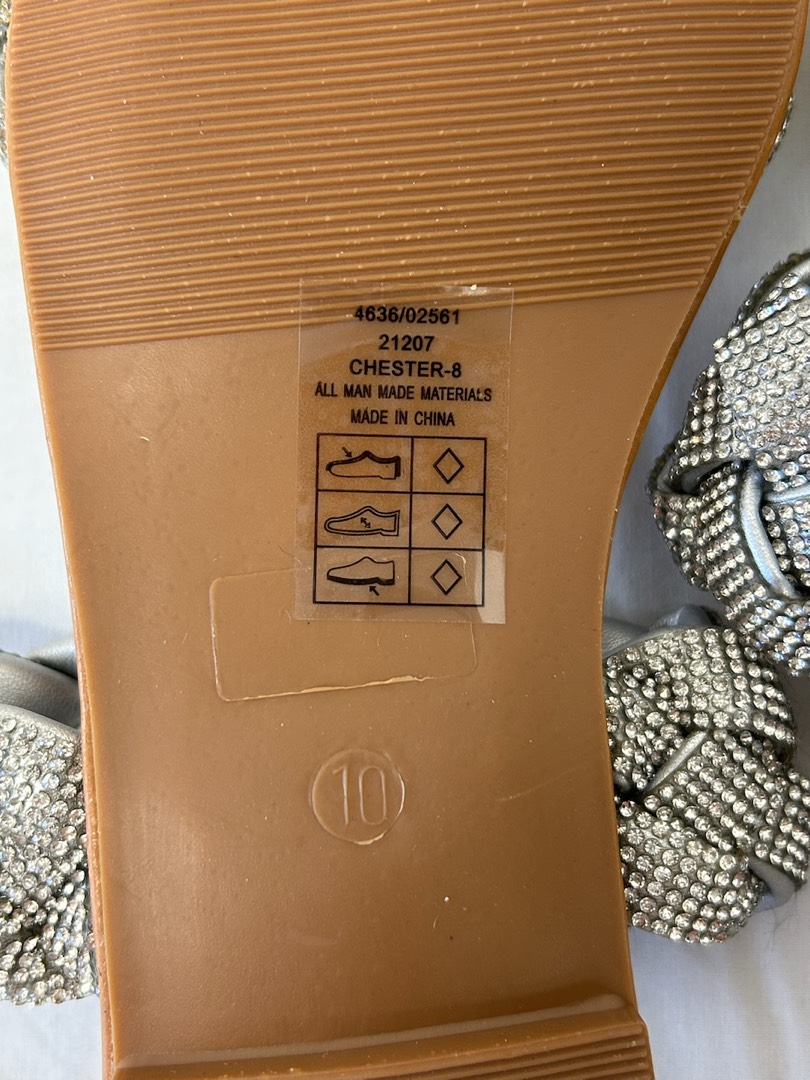 4636/02561
21207
CHESTER-8
ALL MAN MADE MATERIALS
MADE IN CHINA
10